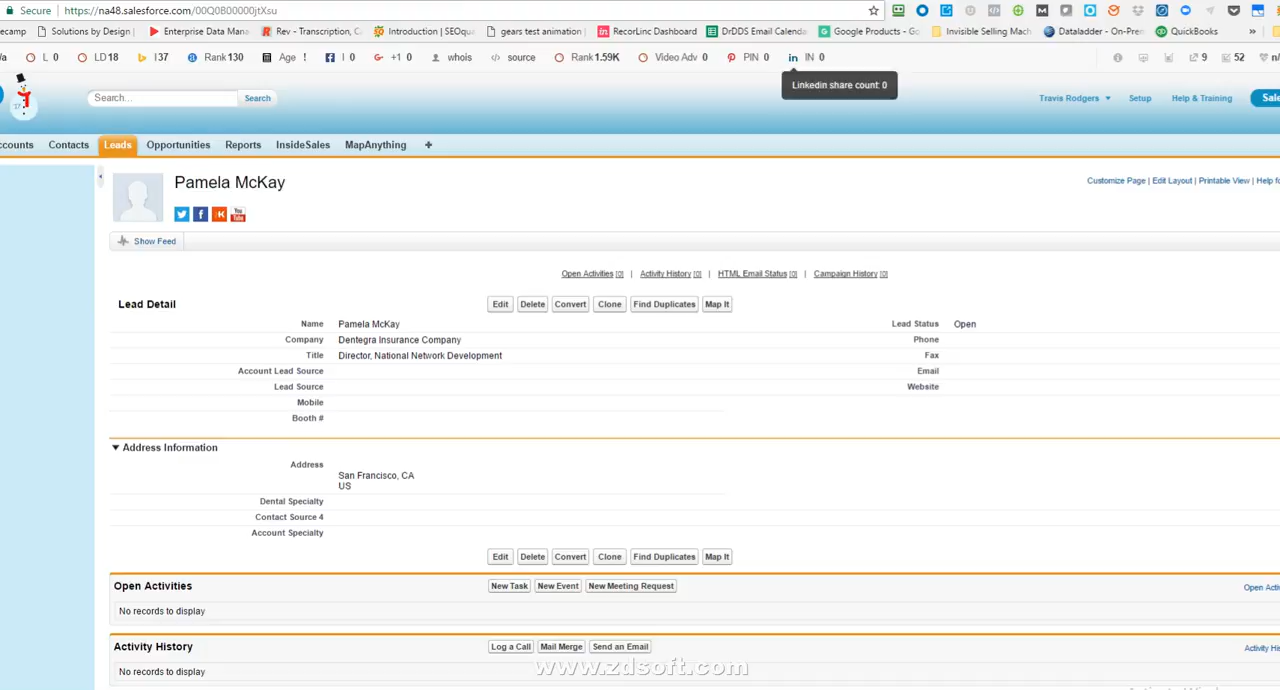 Secure https://na48.salesforce.com/00Q0B00000jtXsu
ecamp Solutions by Design Enterprise Data Mana Rev - Transcription, C Introduction | SEOqua gears test animation RecorLinc Dashboard DrDDS Email Calenda Google Products - Go Invisible Selling Mach Dataladder - On-Prem QuickBooks »
/a L 0 LD 18 I 37 Rank 130 Age ! I 0 +1 0 whois source Rank 1.59K Video Adv 0 PIN 0 IN 0 9 52 n/
Linkedin share count: 0
17
Search... Search
Travis Rodgers Setup Help & Training Sale
ccounts Contacts Leads Opportunities Reports InsideSales MapAnything +
Pamela McKay
Customize Page | Edit Layout | Printable View | Help fo
You Tube
Show Feed
Open Activities [0] | Activity History [0] | HTML Email Status [0] | Campaign History [0]
Lead Detail Edit Delete Convert Clone Find Duplicates Map It
Name Pamela McKay Lead Status Open
Company Dentegra Insurance Company Phone
Title Director, National Network Development Fax
Account Lead Source Email
Lead Source Website
Mobile
Booth #
Address Information
Address
San Francisco, CA
US
Dental Specialty
Contact Source 4
Account Specialty
Edit Delete Convert Clone Find Duplicates Map It
Open Activities New Task New Event New Meeting Request Open Activ
No records to display
Activity History Log a Call Mail Merge Send an Email Activity His
No records to display
www.zdsoft.com